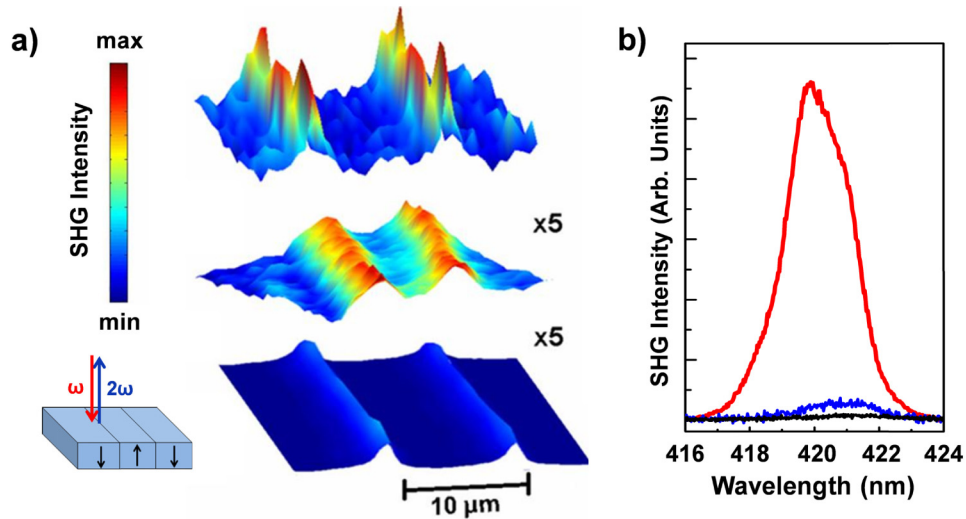 a)
max
SHG Intensity
min
x5
x5
ω
2ω
10 µm
b)
SHG Intensity (Arb. Units)
416 418 420 422 424
Wavelength (nm)